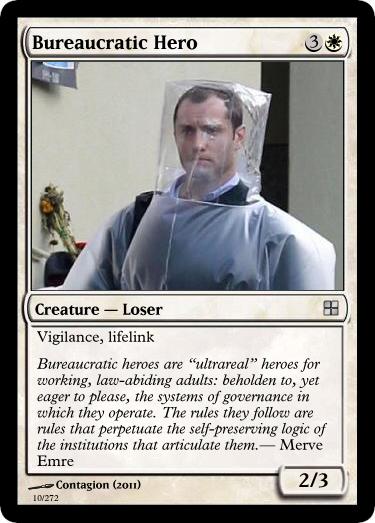 Bureaucratic Hero 3
Creature — Loser
Vigilance, lifelink
Bureaucratic heroes are “ultrareal” heroes for
working, law-abiding adults: beholden to, yet
eager to please, the systems of governance in
which they operate. The rules they follow are
rules that perpetuate the self-preserving logic of
the institutions that articulate them.— Merve
Emre
2/3
Contagion (2011)
10/272